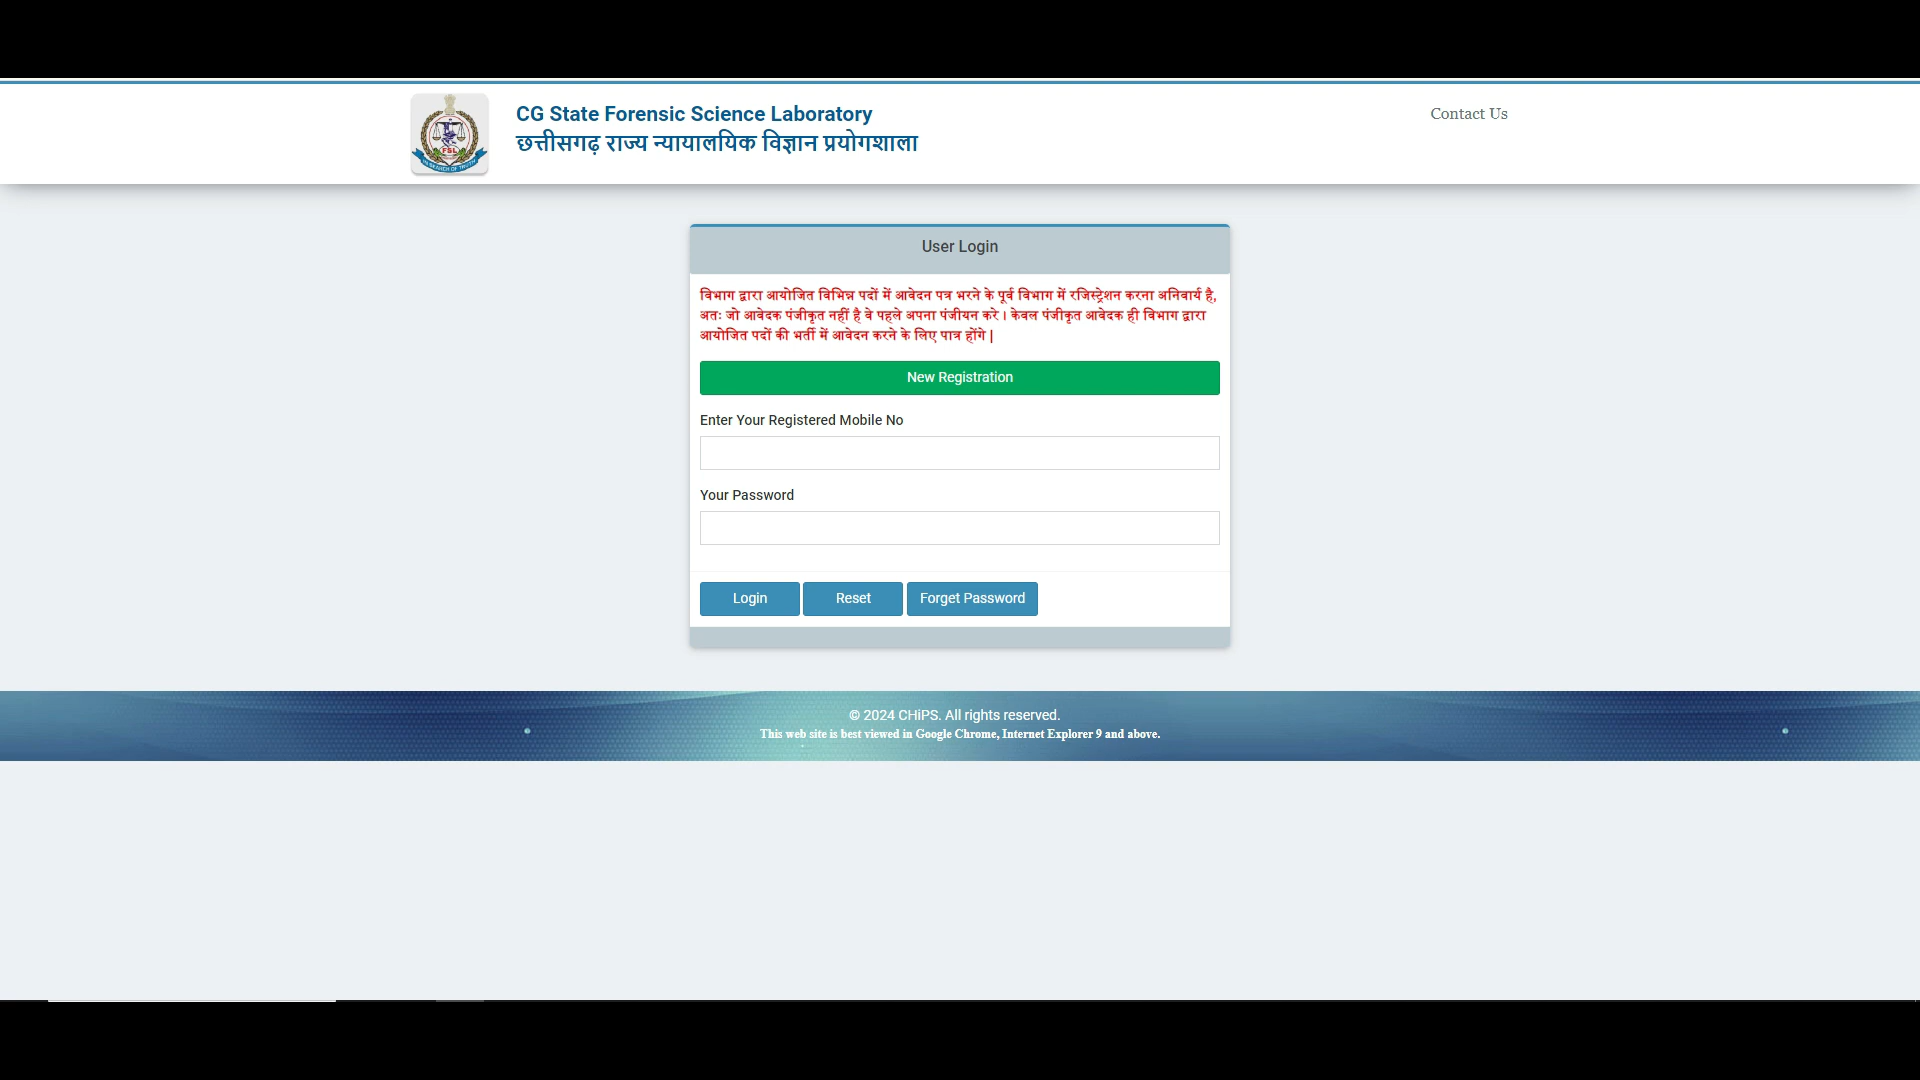 CG State Forensic Science Laboratory
छत्तीसगढ़ राज्य न्यायालयिक विज्ञान प्रयोगशाला
Contact Us
FSL
User Login
विभाग द्वारा आयोजित विभिन्न पदों में आवेदन पत्र भरने के पूर्व विभाग में रजिस्ट्रेशन करना अनिवार्य है,
अतः जो आवेदक पंजीकृत नहीं है वे पहले अपना पंजीयन करे । केवल पंजीकृत आवेदक ही विभाग द्वारा
आयोजित पदों की भर्ती में आवेदन करने के लिए पात्र होंगे |
New Registration
Enter Your Registered Mobile No
Your Password
Login Reset Forget Password
© 2024 CHiPS. All rights reserved.
This web site is best viewed in Google Chrome, Internet Explorer 9 and above.